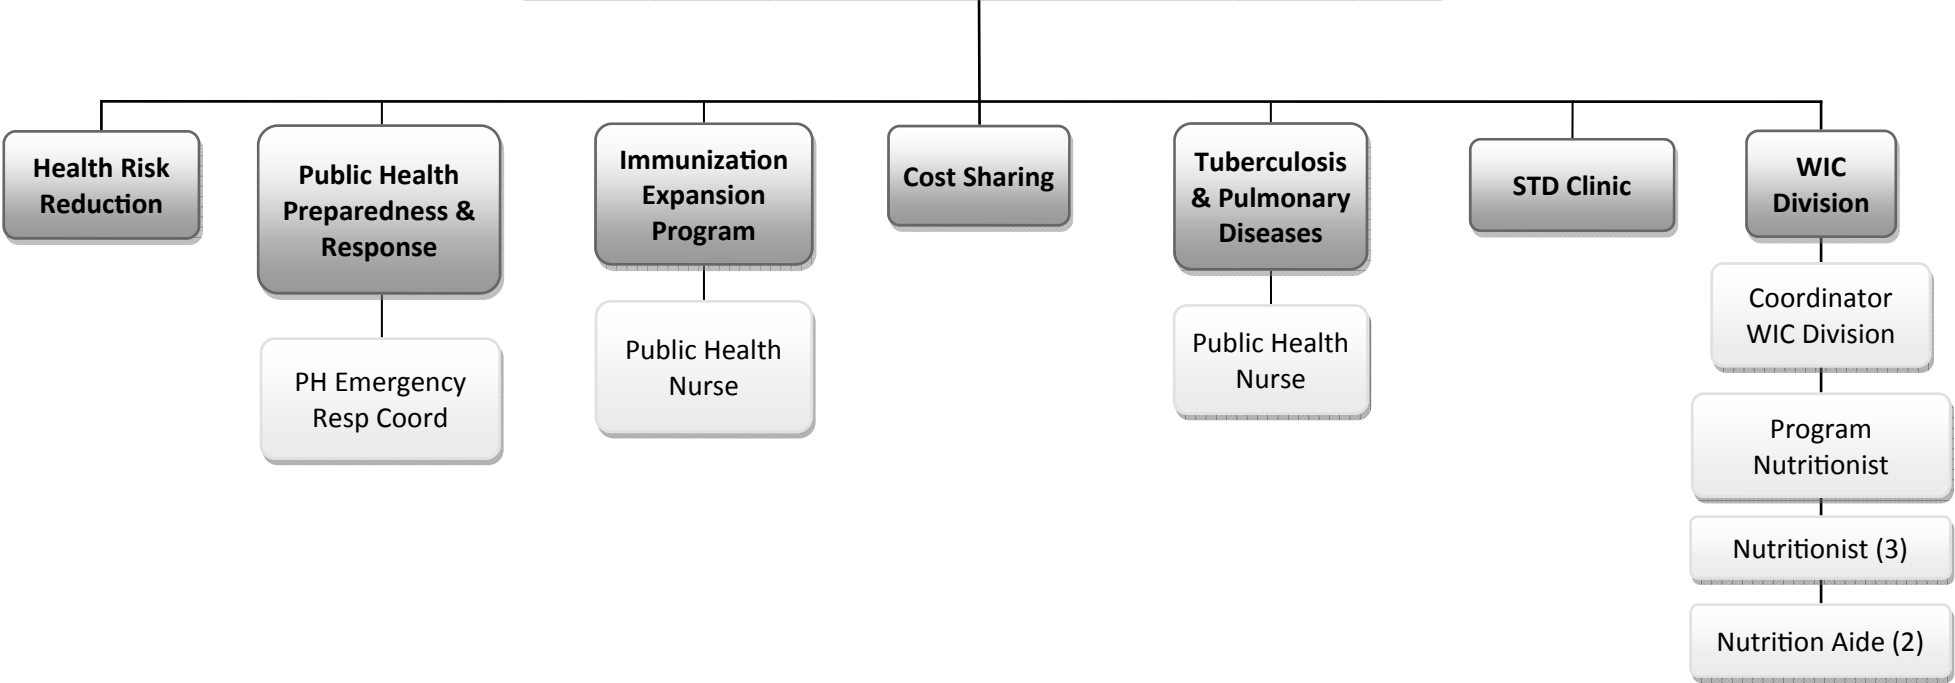 Health Risk
Reduction
Public Health
Preparedness &
Response
Immunization
Expansion
Program
Cost Sharing
Tuberculosis
& Pulmonary
Diseases
STD Clinic
WIC
Division
PH Emergency
Resp Coord
Public Health
Nurse
Public Health
Nurse
Coordinator
WIC Division
Program
Nutritionist
Nutritionist (3)
Nutrition Aide (2)